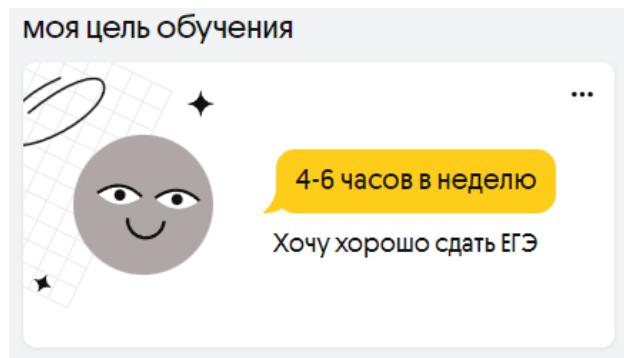 моя цель обучения
4-6 часов в неделю
Хочу хорошо сдать ЕГЭ